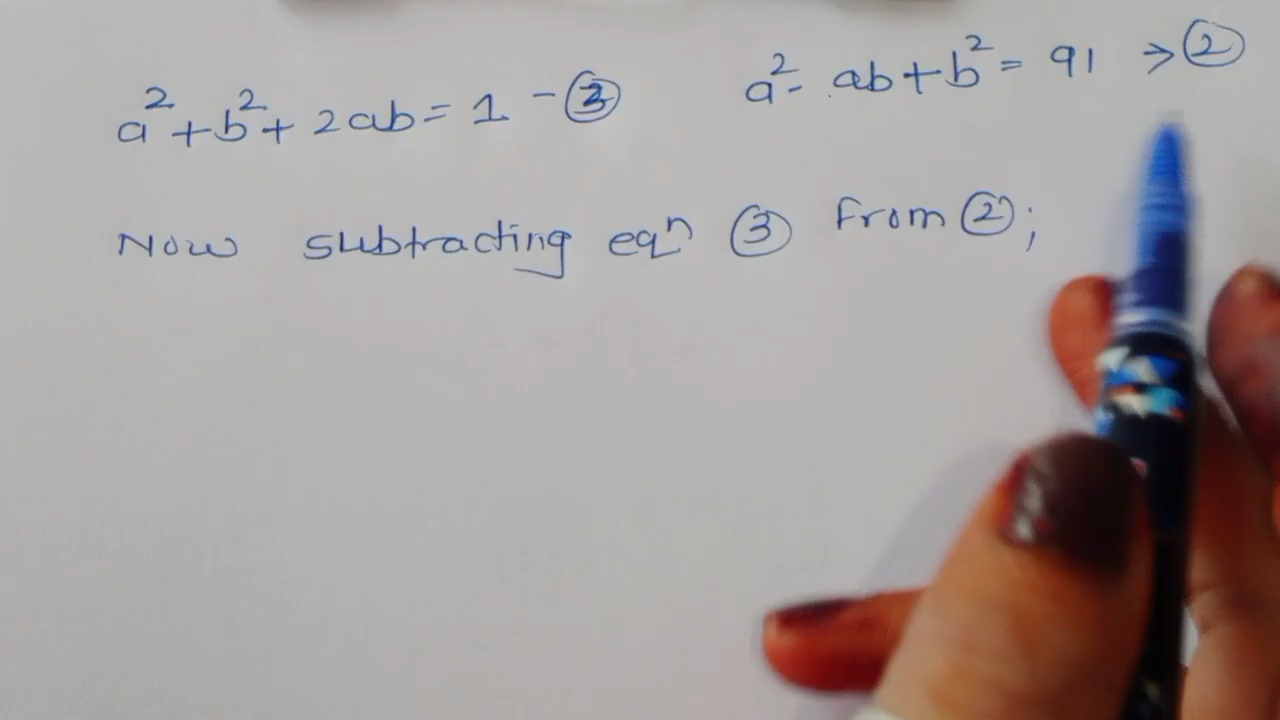 a² + b² + 2ab = 1 - ③ a² - ab + b² = 91 → ②
Now subtracting eqⁿ ③ From ②;